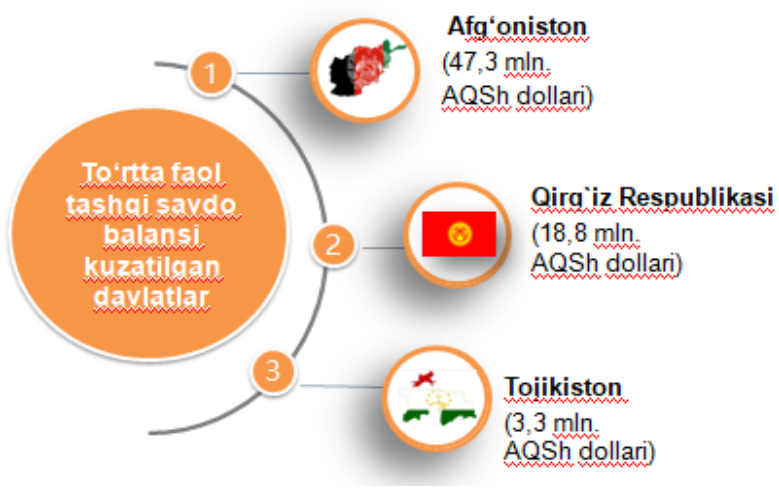 To‘rtta faol
tashqi savdo
balansi
kuzatilgan
davlatlar
1
Afg‘oniston
(47,3 mln.
AQSh dollari)
2
Qirg`iz Respublikasi
(18,8 mln.
AQSh dollari)
3
Tojikiston
(3,3 mln.
AQSh dollari)